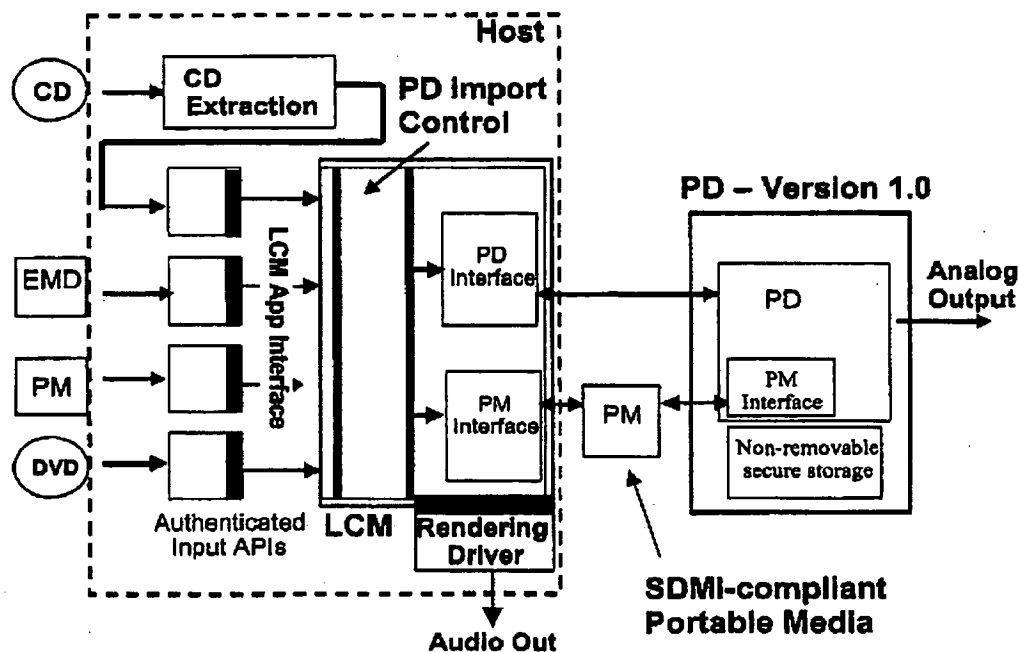 Host
CD
CD
Extraction
PD Import
Control
PD – Version 1.0
EMD
LCM App Interface
PD
Interface
PD
Analog
Output
PM
PM
Interface
PM
PM
Interface
DVD
Non-removable
secure storage
Authenticated
Input APIs
LCM
Rendering
Driver
SDMI-compliant
Portable Media
Audio Out